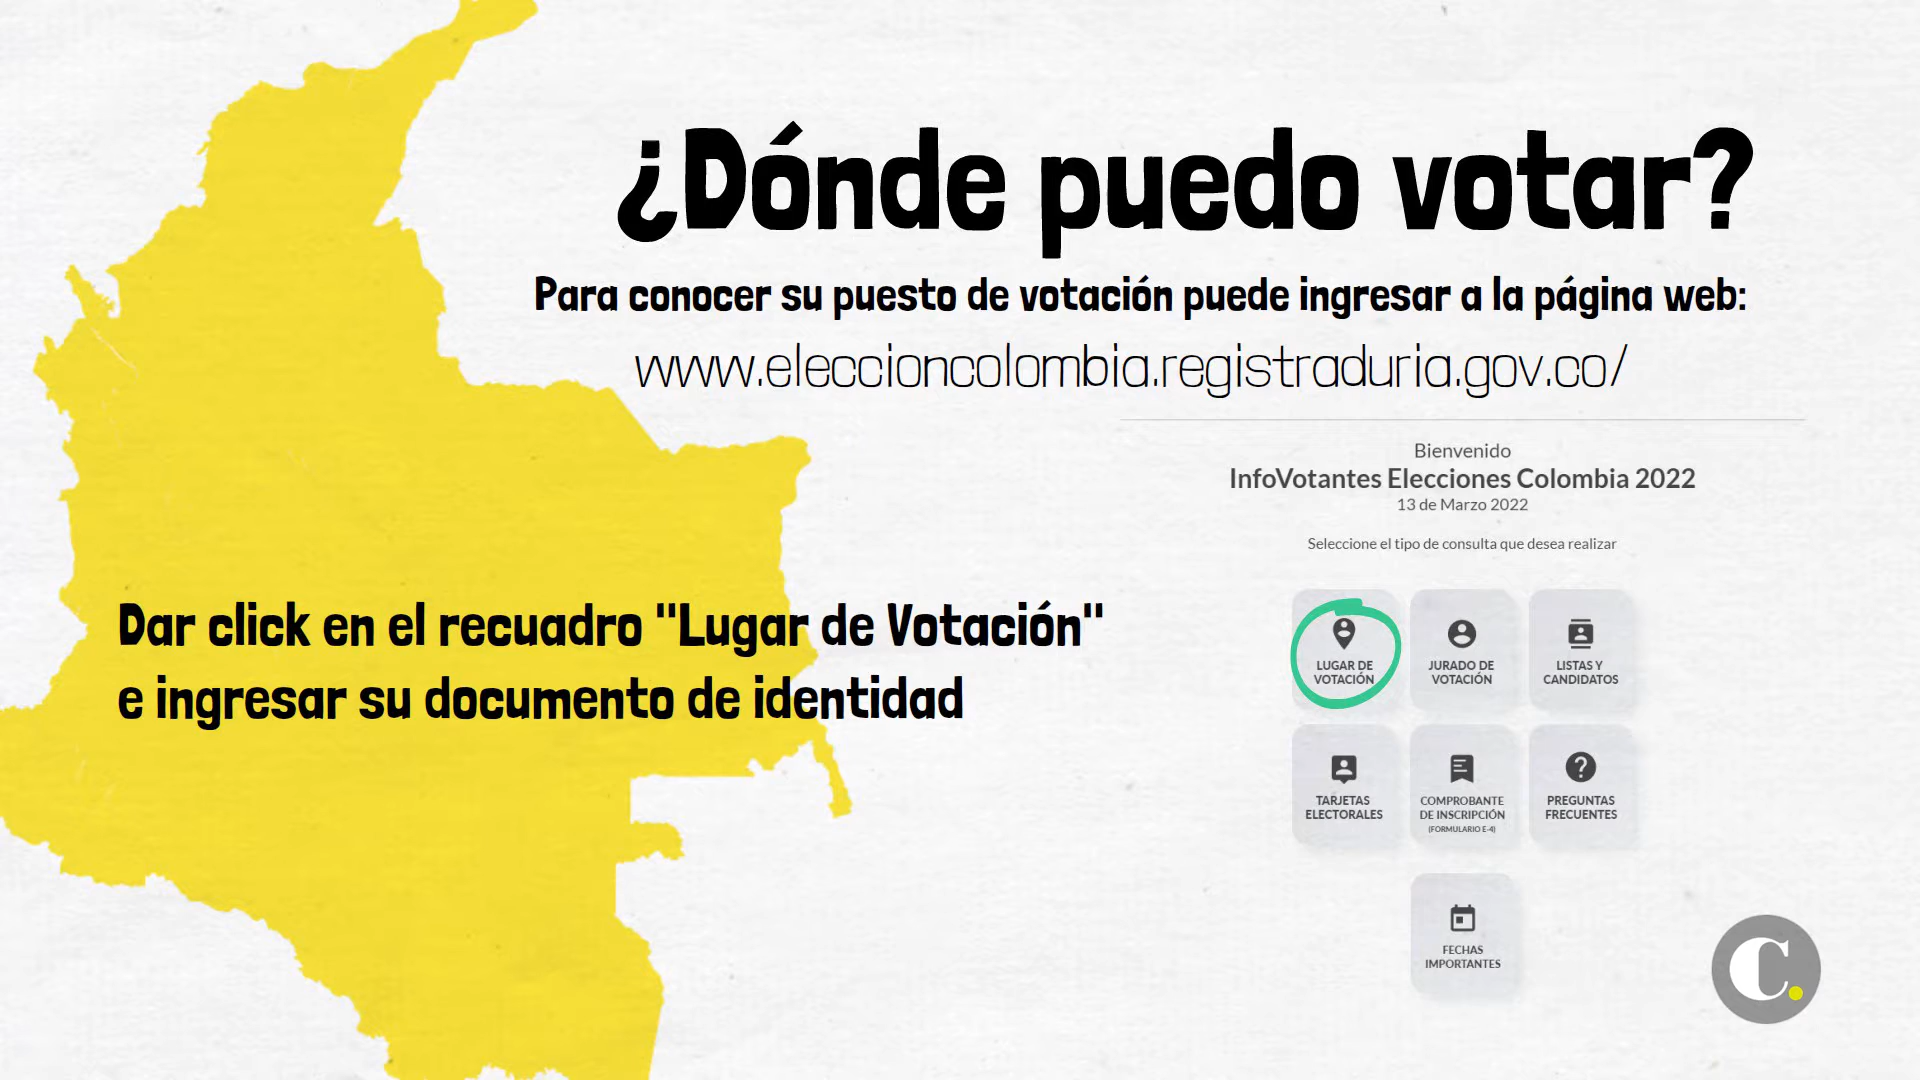 ¿Dónde puedo votar?
Para conocer su puesto de votación puede ingresar a la página web:
www.eleccioncolombia.registraduria.gov.co/
Bienvenido
InfoVotantes Elecciones Colombia 2022
13 de Marzo 2022
Seleccione el tipo de consulta que desea realizar
Dar click en el recuadro "Lugar de Votación"
e ingresar su documento de identidad
LUGAR DE
VOTACIÓN
JURADO DE
VOTACIÓN
LISTAS Y
CANDIDATOS
TARJETAS
ELECTORALES
COMPROBANTE
DE INSCRIPCIÓN
(FORMULARIO E-4)
PREGUNTAS
FRECUENTES
FECHAS
IMPORTANTES
C.